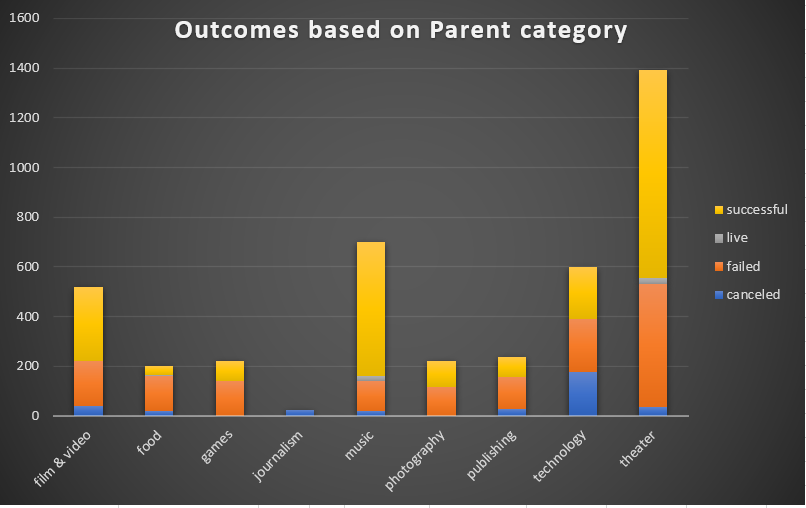 Outcomes based on Parent category
1600
1400
1200
1000
800
600
400
200
0
film & video
food
games
journalism
music
photography
publishing
technology
theater
successful
live
failed
canceled